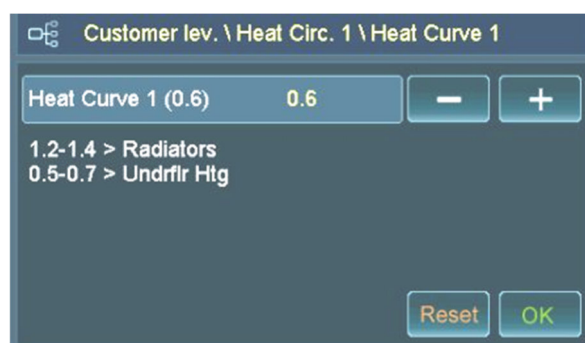 Customer lev. \ Heat Circ. 1 \ Heat Curve 1
Heat Curve 1 (0.6) 0.6 − +
1.2-1.4 > Radiators
0.5-0.7 > Undrflr Htg
Reset OK